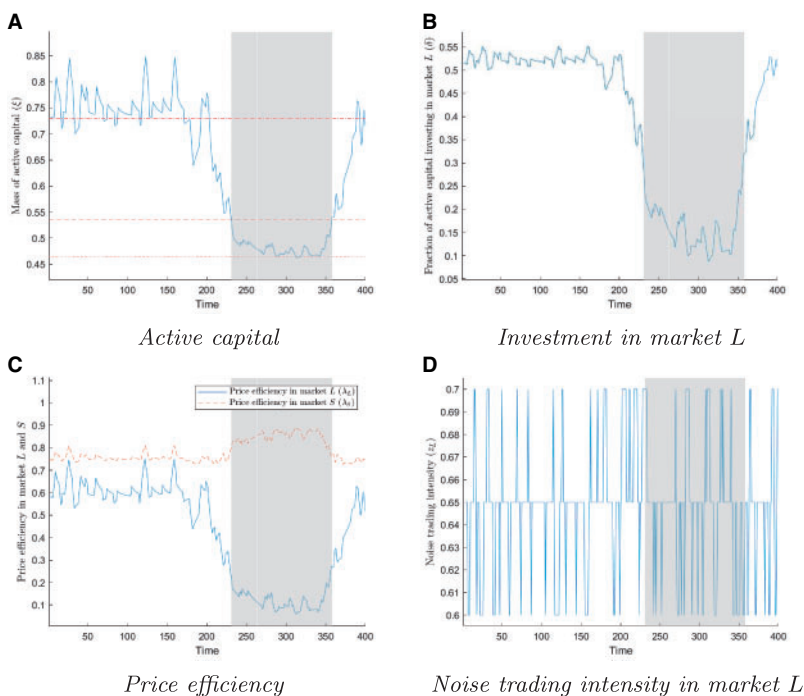 A
Mass of active capital (ξ)
0.85
0.8
0.75
0.7
0.65
0.6
0.55
0.5
0.45
50 100 150 200 250 300 350 400
Time
Active capital
B
Fraction of active capital investing in market L (δ)
0.55
0.5
0.45
0.4
0.35
0.3
0.25
0.2
0.15
0.1
0.05
50 100 150 200 250 300 350 400
Time
Investment in market L
C
Price efficiency in market L and S
1.1
1
0.9
0.8
0.7
0.6
0.5
0.4
0.3
0.2
0.1
Price efficiency in market L (λL)
Price efficiency in market S (λS)
50 100 150 200 250 300 350 400
Time
Price efficiency
D
Noise trading intensity (zL)
0.7
0.69
0.68
0.67
0.66
0.65
0.64
0.63
0.62
0.61
0.6
50 100 150 200 250 300 350 400
Time
Noise trading intensity in market L